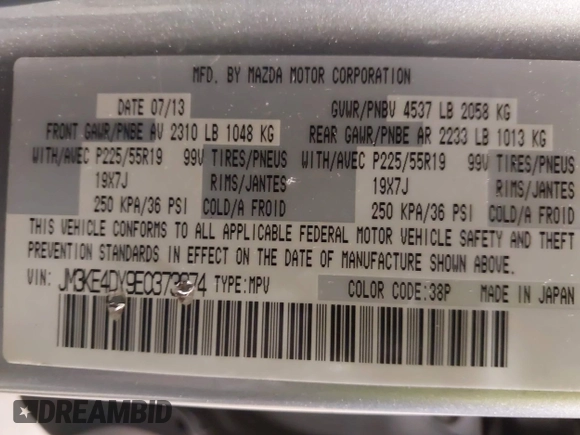 MFD. BY MAZDA MOTOR CORPORATION
DATE 07/13 GVWR/PNBV 4537 LB 2058 KG
FRONT GAWR/PNBE AV 2310 LB 1048 KG REAR GAWR/PNBE AR 2233 LB 1013 KG
WITH/AVEC P225/55R19 99V TIRES/PNEUS WITH/AVEC P225/55R19 99V TIRES/PNEUS
19X7J RIMS/JANTES 19X7J RIMS/JANTES
250 KPA/36 PSI COLD/A FROID 250 KPA/36 PSI COLD/A FROID
THIS VEHICLE CONFORMS TO ALL APPLICABLE FEDERAL MOTOR VEHICLE SAFETY AND THEFT
PREVENTION STANDARDS IN EFFECT ON THE DATE OF MANUFACTURE SHOWN ABOVE.
VIN: TYPE: MPV COLOR CODE:38P MADE IN JAPAN
DREAMBID